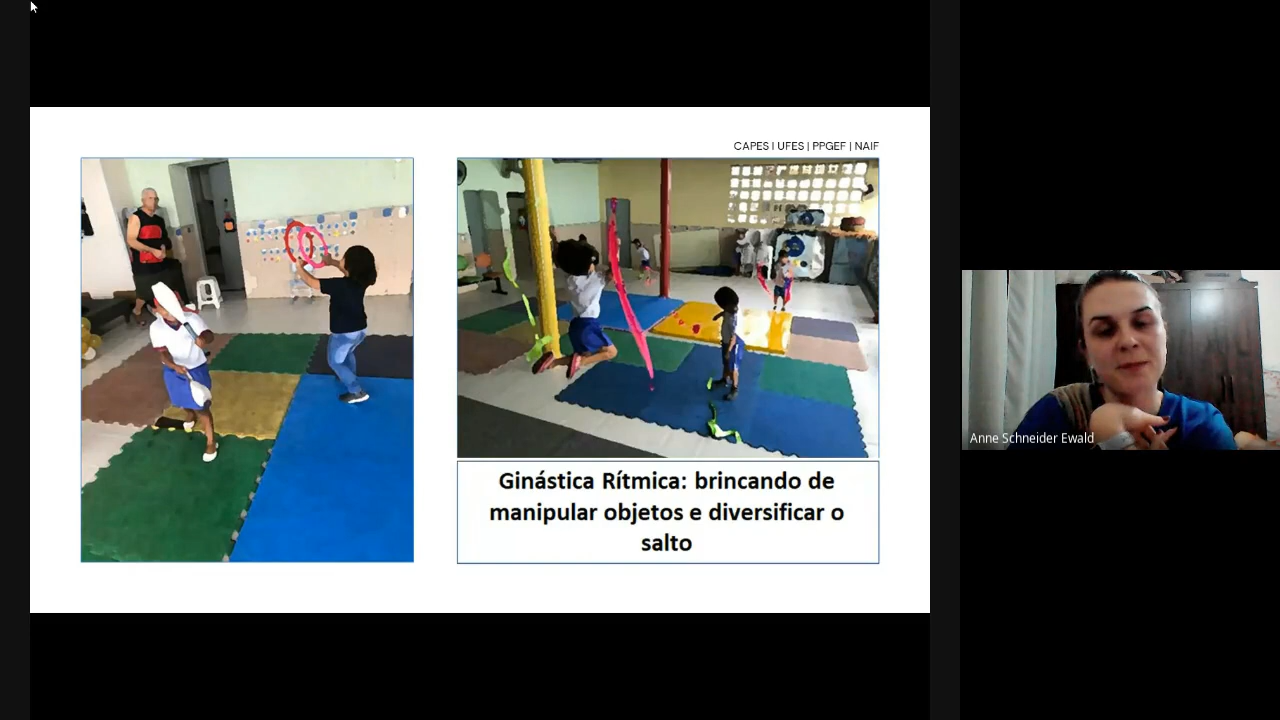 CAPES I UFES | PPGEF | NAIF
Ginástica Rítmica: brincando de
manipular objetos e diversificar o
salto
Anne Schneider Ewald